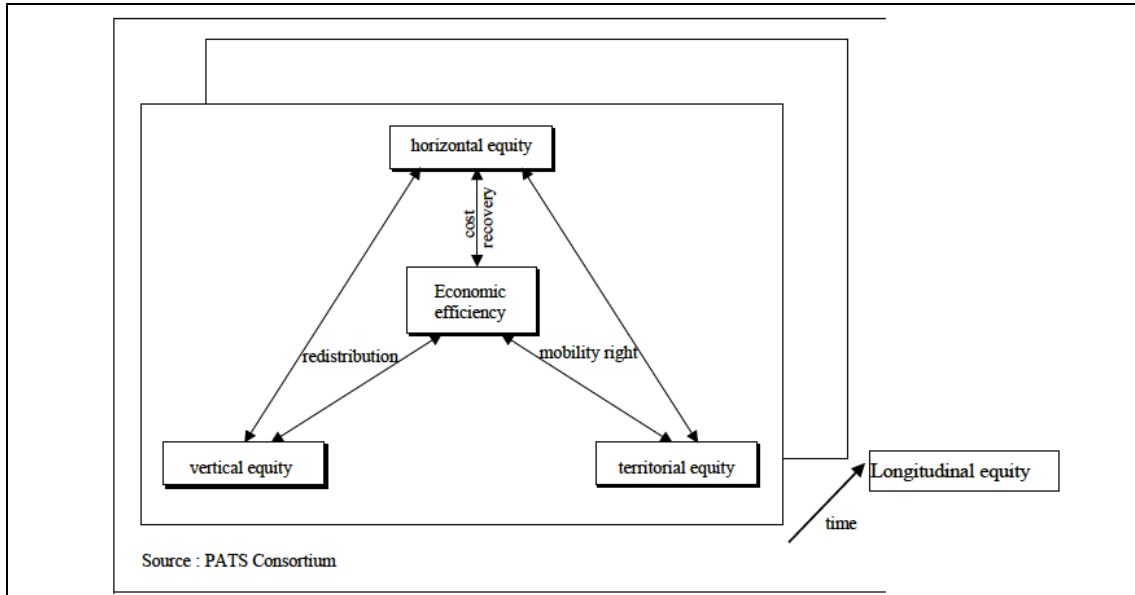 horizontal equity
cost
recovery
Economic
efficiency
redistribution
mobility right
vertical equity
territorial equity
Longitudinal equity
time
Source : PATS Consortium